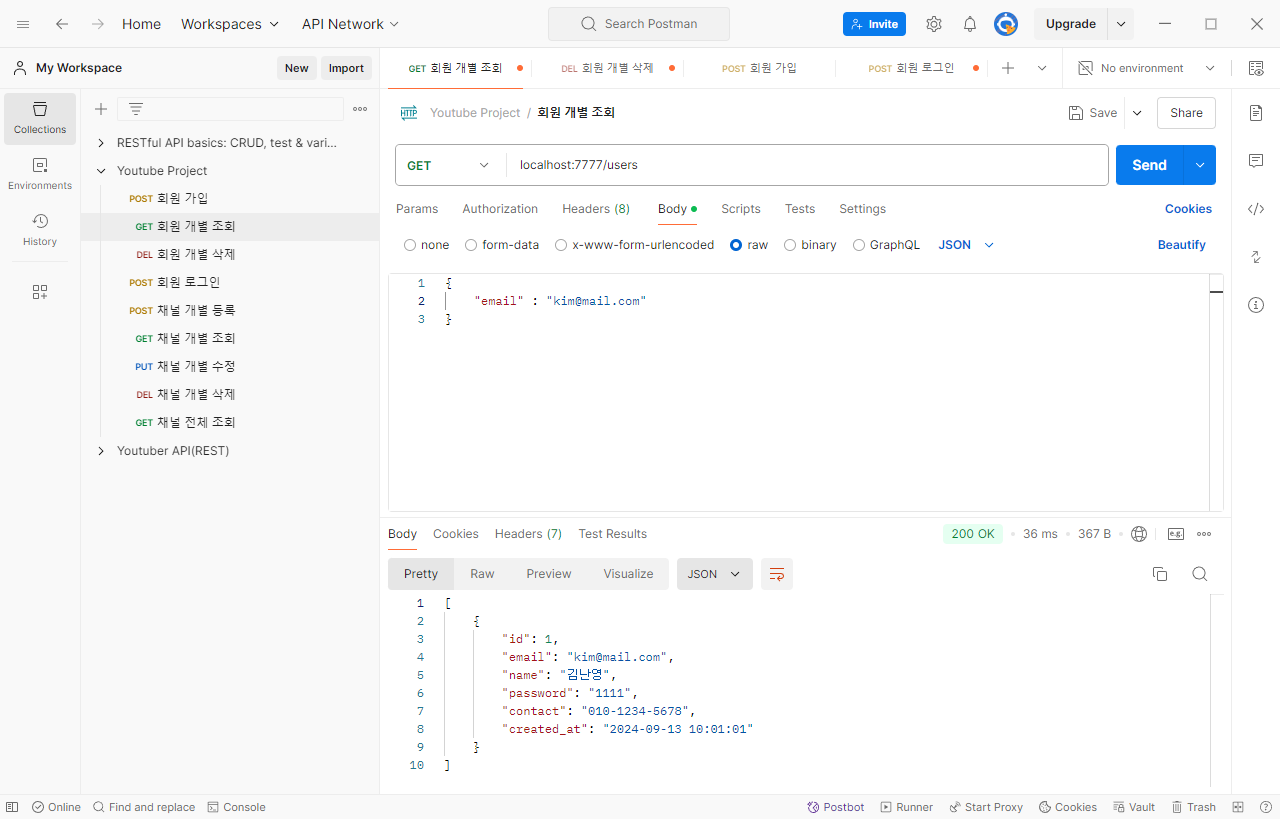 Home Workspaces API Network Search Postman Invite Upgrade
My Workspace New Import
GET 회원 개별 조회 DEL 회원 개별 삭제 POST 회원 가입 POST 회원 로그인 No environment
Collections
Environments
History
RESTful API basics: CRUD, test & vari...
Youtube Project
POST 회원 가입
GET 회원 개별 조회
DEL 회원 개별 삭제
POST 회원 로그인
POST 채널 개별 등록
GET 채널 개별 조회
PUT 채널 개별 수정
DEL 채널 개별 삭제
GET 채널 전체 조회
Youtuber API(REST)
HTTP Youtube Project / 회원 개별 조회 Save Share
GET localhost:7777/users Send
Params Authorization Headers (8) Body Scripts Tests Settings Cookies
none form-data x-www-form-urlencoded raw binary GraphQL JSON Beautify
1 {
2 "email" : "kim@mail.com"
3 }
Body Cookies Headers (7) Test Results 200 OK 36 ms 367 B e.g.
Pretty Raw Preview Visualize JSON
1 [
2 {
3 "id": 1,
4 "email": "kim@mail.com",
5 "name": "김난영",
6 "password": "1111",
7 "contact": "010-1234-5678",
8 "created_at": "2024-09-13 10:01:01"
9 }
10 ]
Online Find and replace Console Postbot Runner Start Proxy Cookies Vault Trash